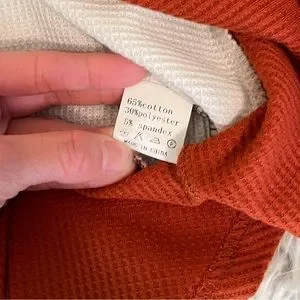 65%cotton
30%polyester
5% spandex
MADE IN CHINA